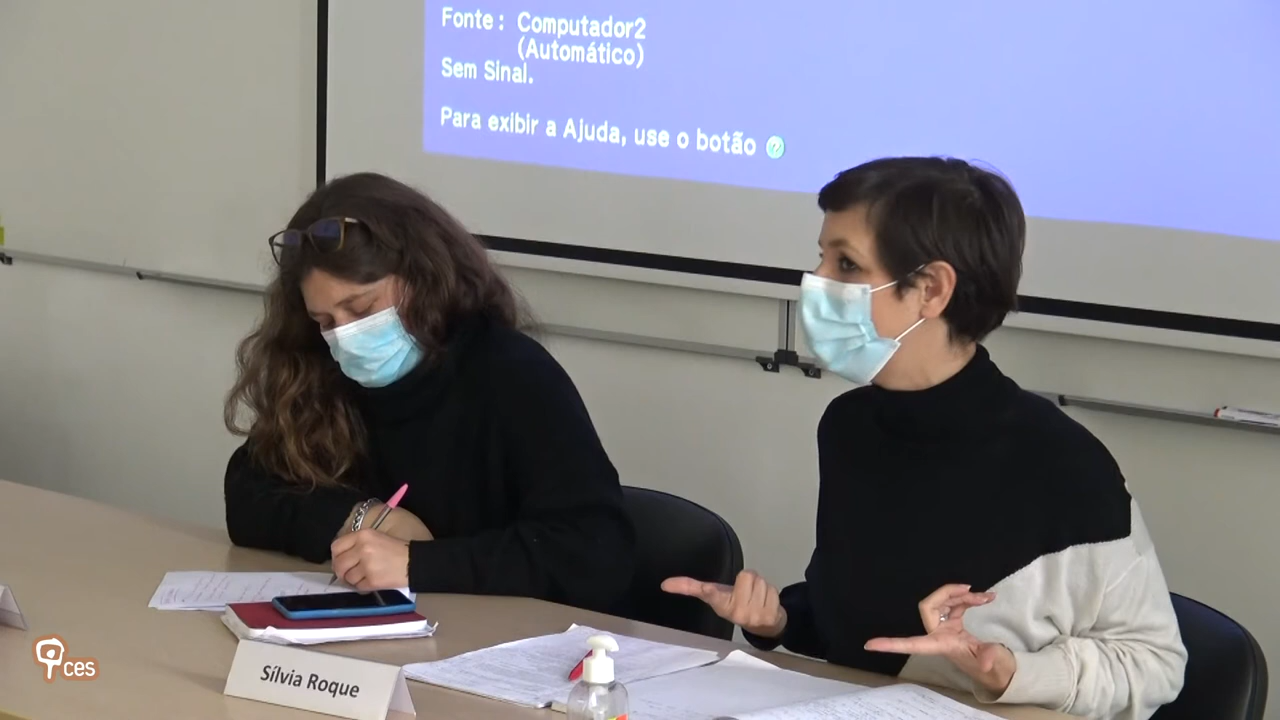 Fonte: Computador2
(Automático)
Sem Sinal.
Para exibir a Ajuda, use o botão ?
Sílvia Roque
ces